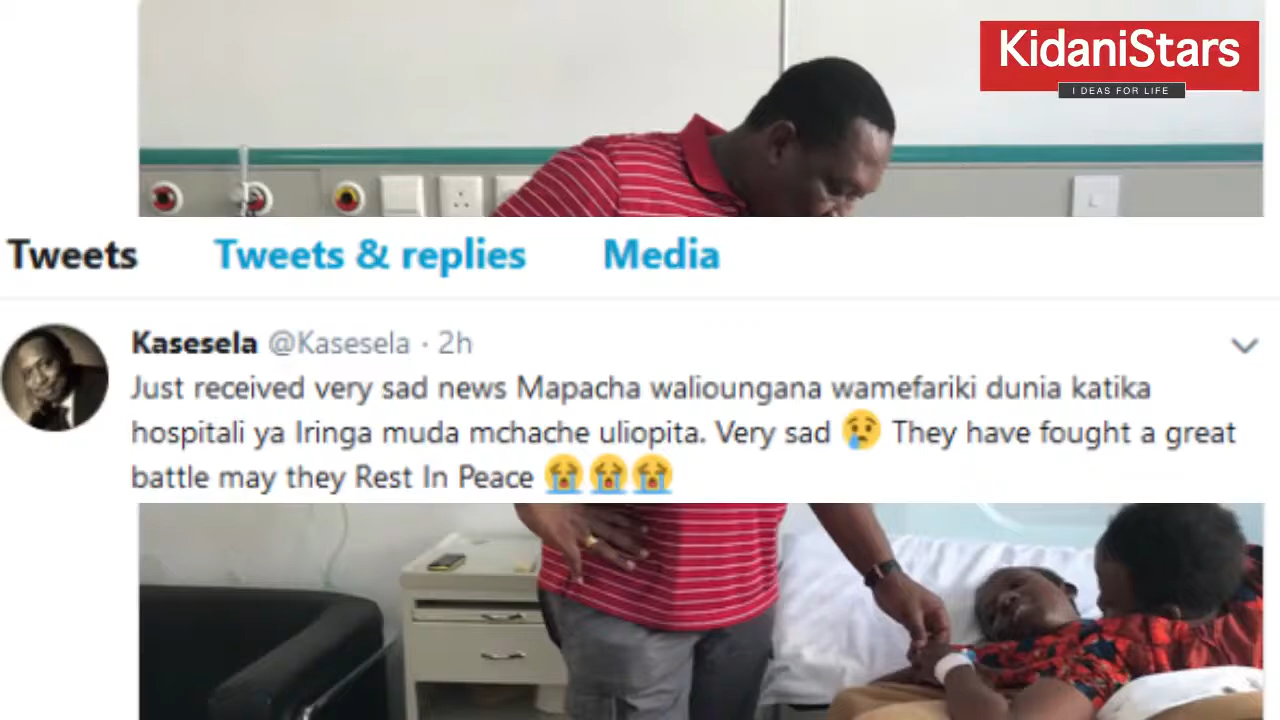 KidaniStars
I DEAS FOR LIFE
Tweets Tweets & replies Media
Kasesela @Kasesela · 2h
Just received very sad news Mapacha walioungana wamefariki dunia katika
hospitali ya Iringa muda mchache uliopita. Very sad 😢 They have fought a great
battle may they Rest In Peace 😭😭😭